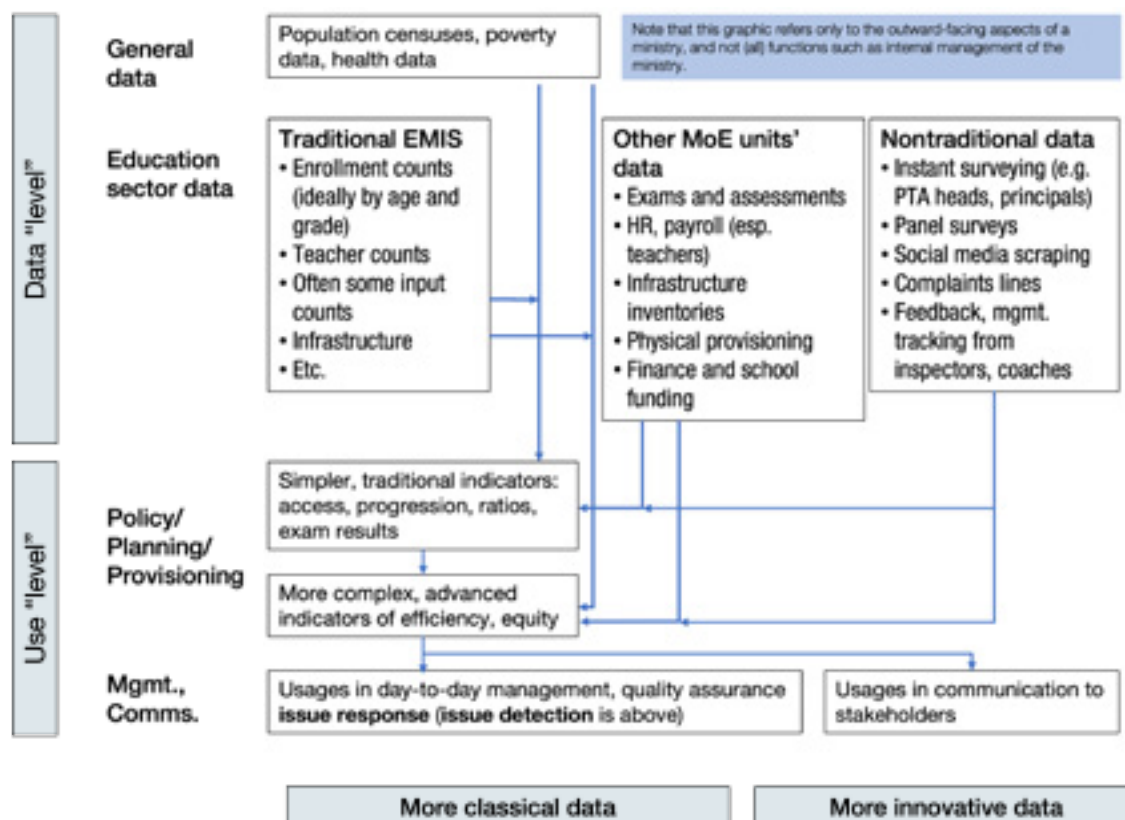 General
data
Population censuses, poverty
data, health data
Note that this graphic refers only to the outward-facing aspects of a
ministry, and not (all) functions such as internal management of the
ministry.
Data “level”
Education
sector data
Traditional EMIS
• Enrollment counts
(ideally by age and
grade)
• Teacher counts
• Often some input
counts
• Infrastructure
• Etc.
Other MoE units’
data
• Exams and assessments
• HR, payroll (esp.
teachers)
• Infrastructure
inventories
• Physical provisioning
• Finance and school
funding
Nontraditional data
• Instant surveying (e.g.
PTA heads, principals)
• Panel surveys
• Social media scraping
• Complaints lines
• Feedback, mgmt.
tracking from
inspectors, coaches
Use “level”
Policy/
Planning/
Provisioning
Simpler, traditional indicators:
access, progression, ratios,
exam results
More complex, advanced
indicators of efficiency, equity
Mgmt.,
Comms.
Usages in day-to-day management, quality assurance
issue response (issue detection is above)
Usages in communication to
stakeholders
More classical data
More innovative data